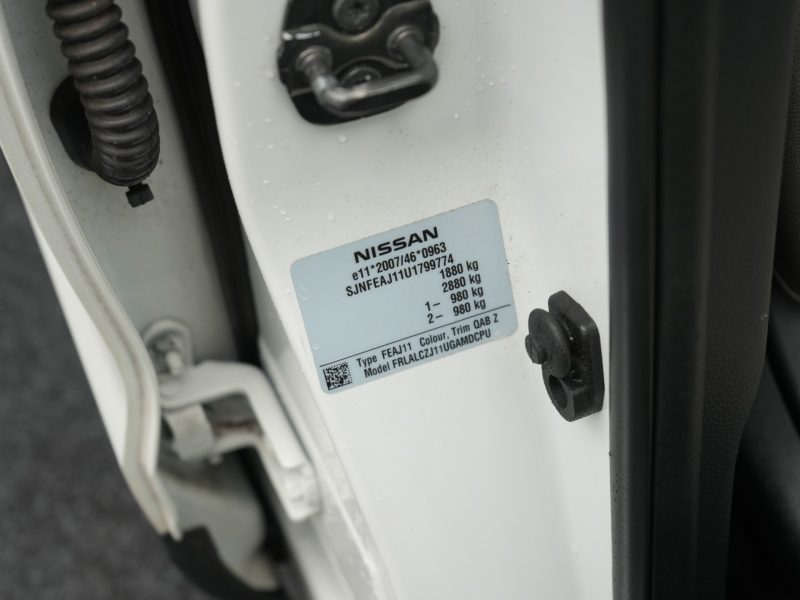 NISSAN
e11*2007/46*0963
SJNFEAJ11U1799774
1880 kg
2880 kg
1– 980 kg
2– 980 kg
Type FEAJ11 Colour, Trim QAB Z
Model FRLALCZJ11UGAMDCPU